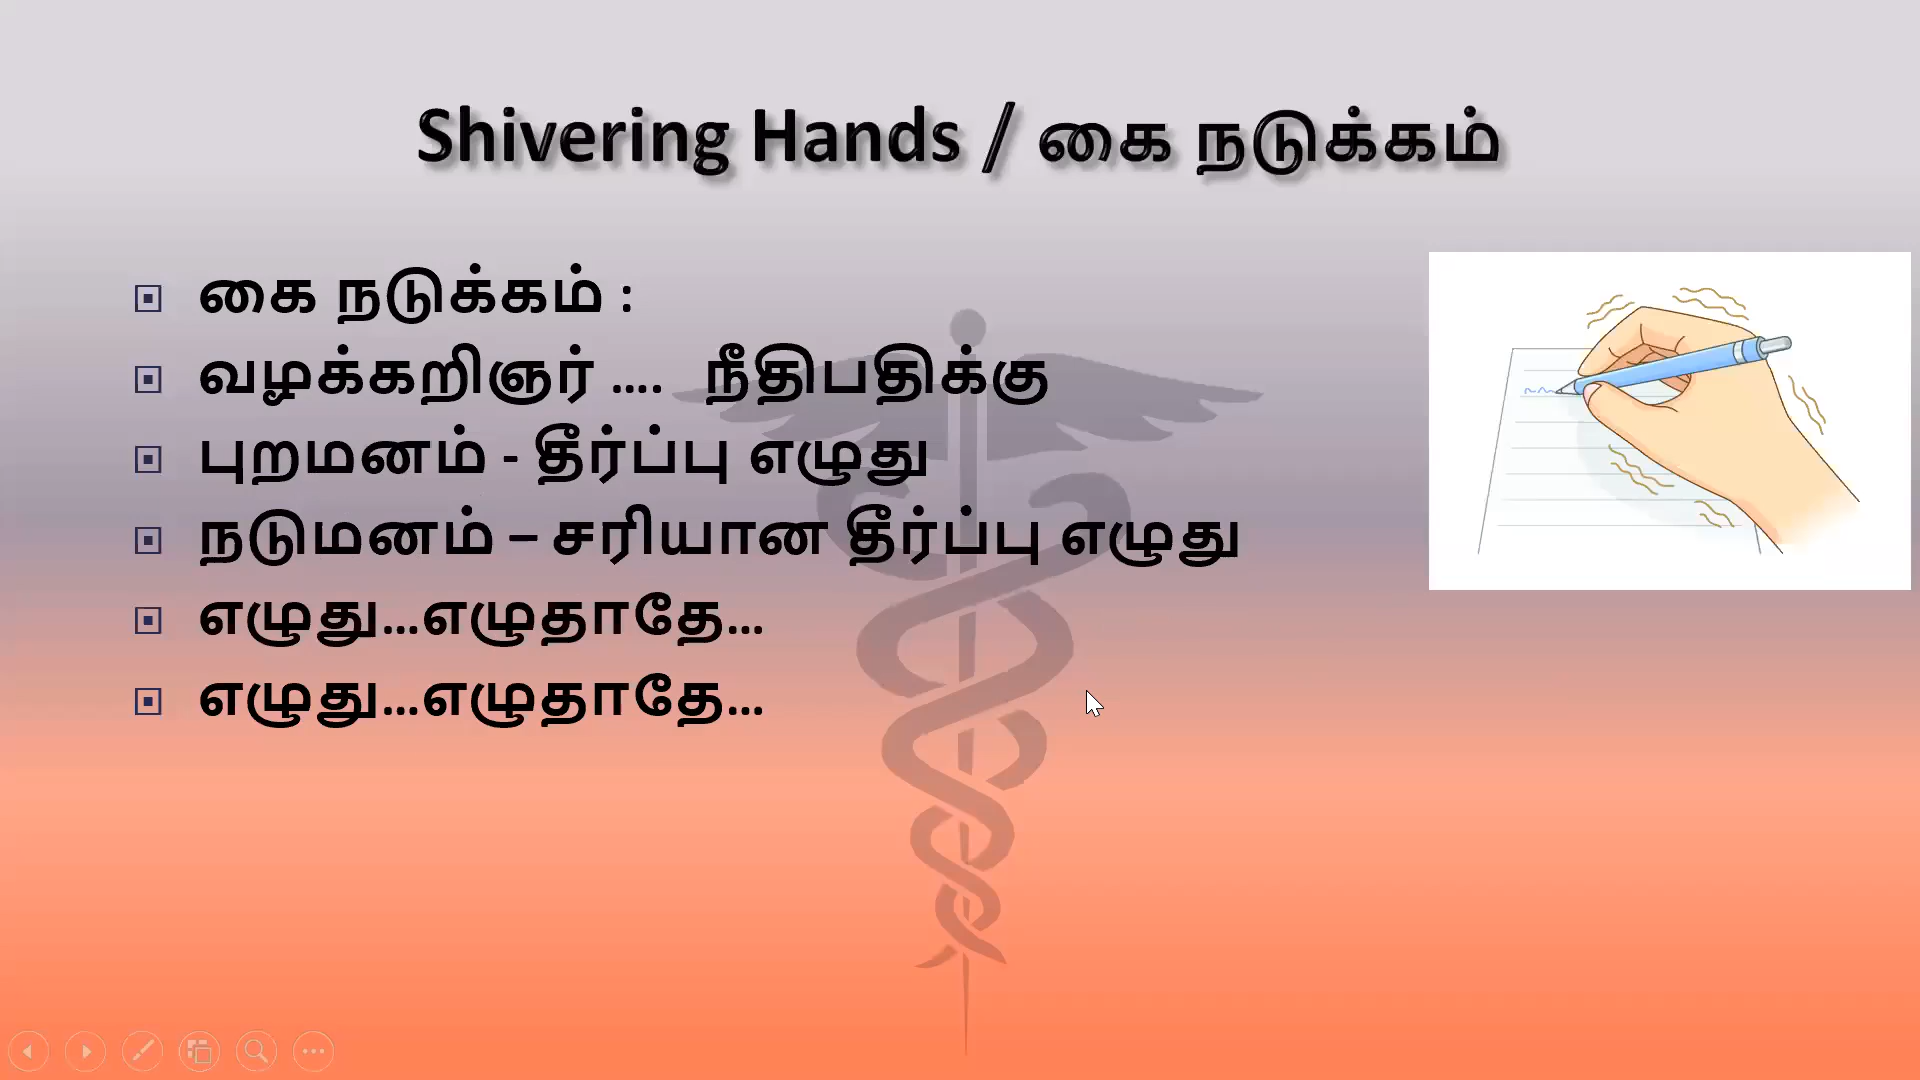 Shivering Hands / கை நடுக்கம்
கை நடுக்கம் :
வழக்கறிஞர் .... நீதிபதிக்கு
புறமனம் - தீர்ப்பு எழுது
நடுமனம் – சரியான தீர்ப்பு எழுது
எழுது...எழுதாதே...
எழுது...எழுதாதே...